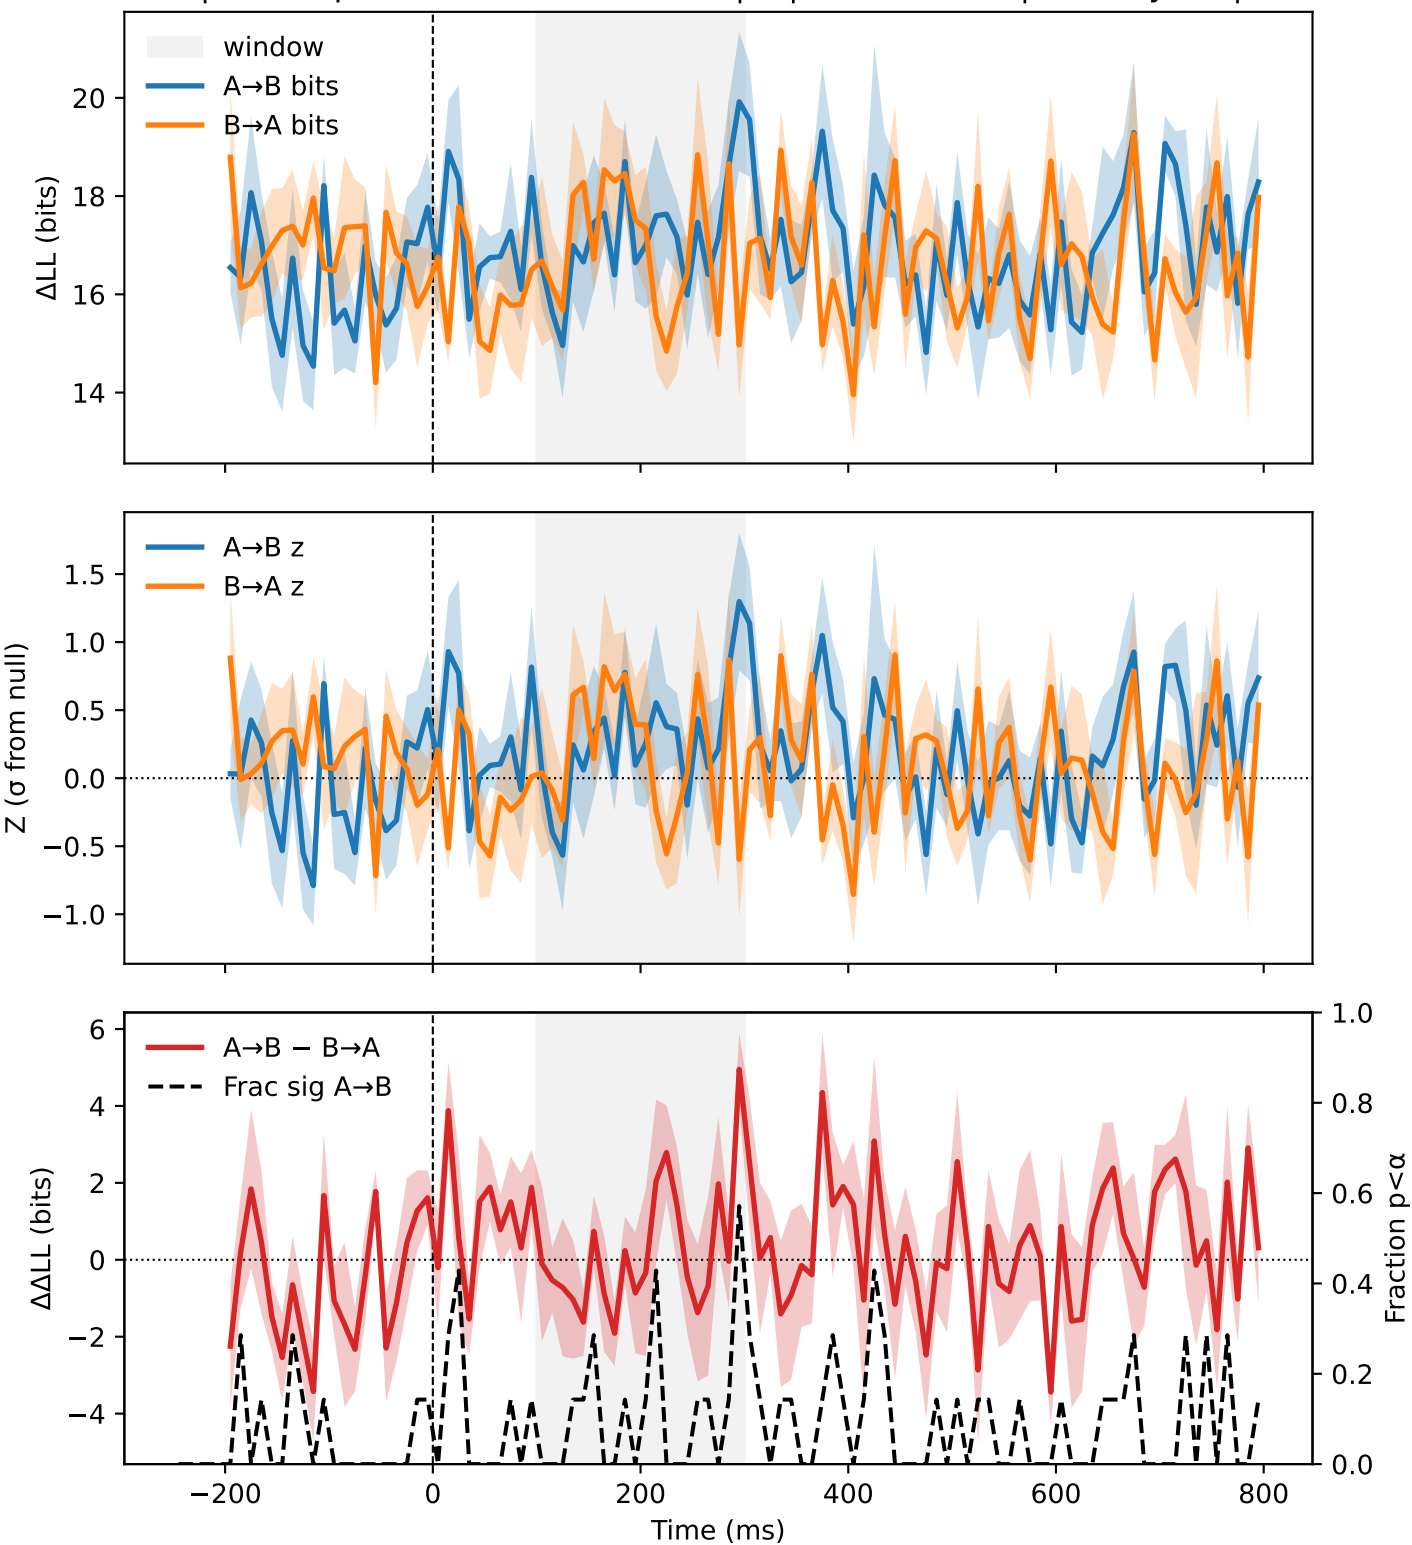 window
A→B bits
B→A bits
ΔLL (bits)
20
18
16
14
A→B z
B→A z
Z (σ from null)
1.5
1.0
0.5
0.0
−0.5
−1.0
A→B − B→A
Frac sig A→B
ΔΔLL (bits)
6
4
2
0
−2
−4
1.0
0.8
0.6
0.4
0.2
0.0
Fraction p<α
−200 0 200 400 600 800
Time (ms)